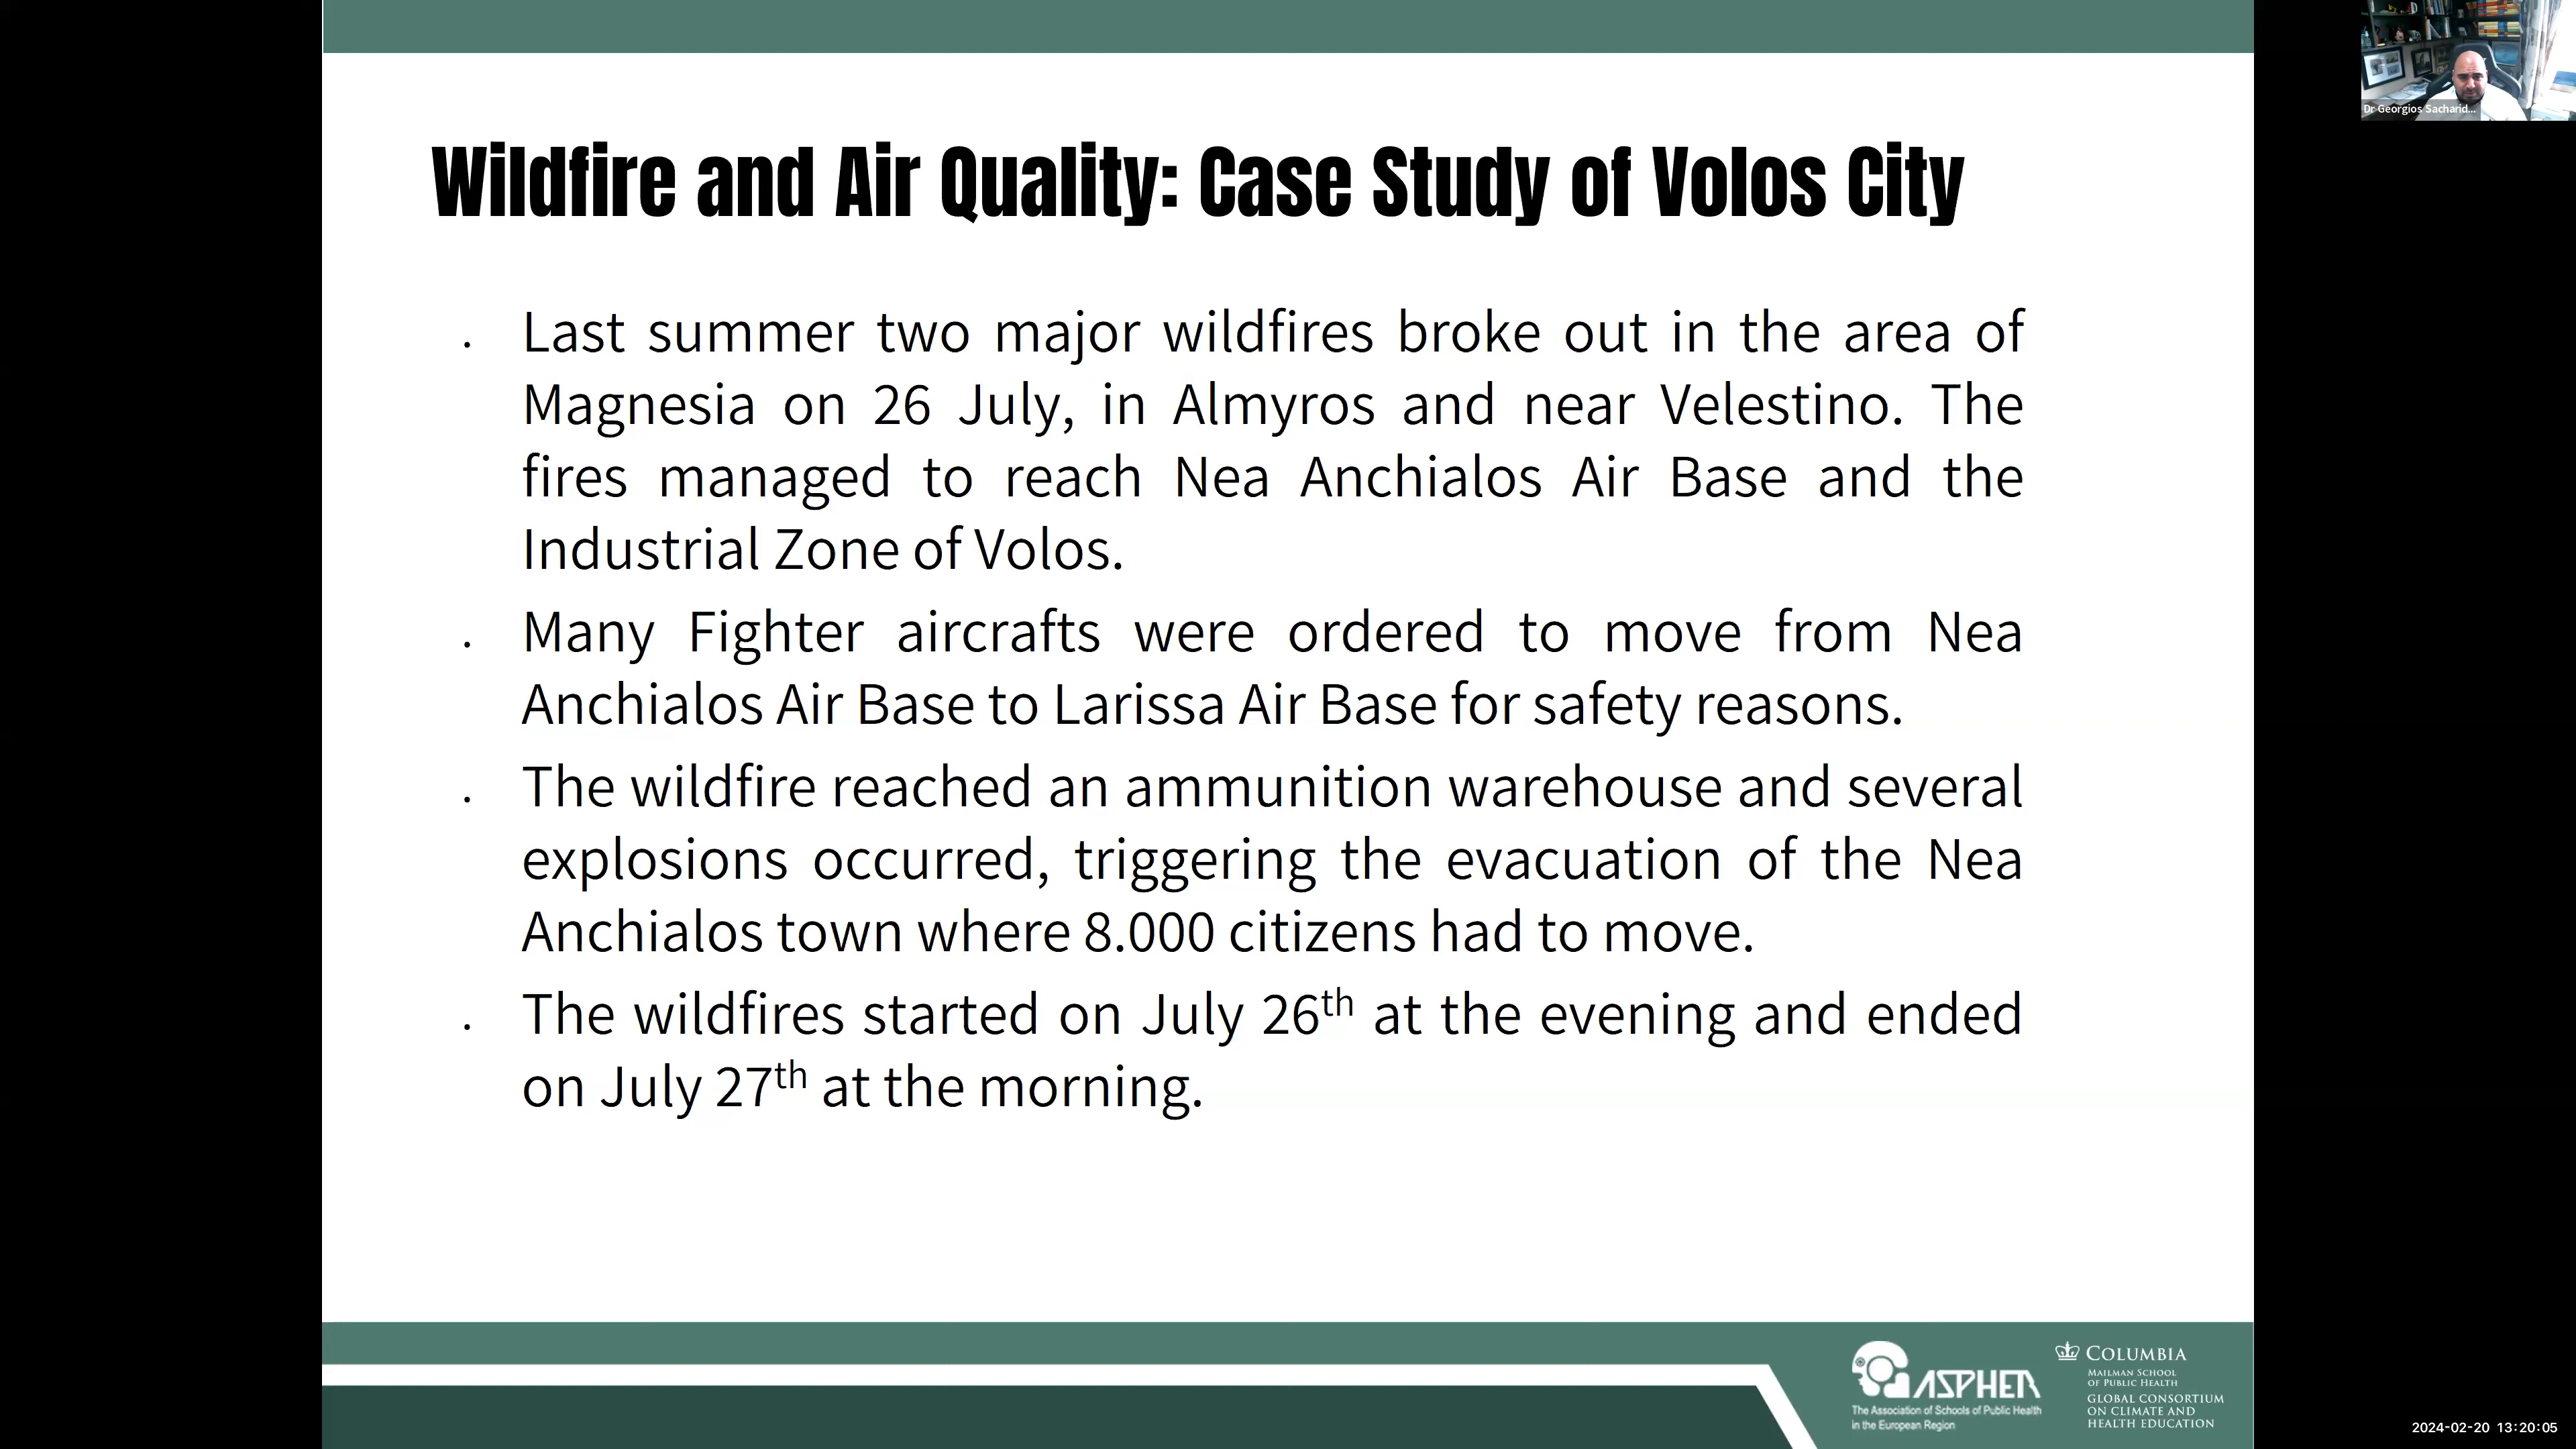 Dr Georgios Sacharid...
Wildfire and Air Quality: Case Study of Volos City
. Last summer two major wildfires broke out in the area of
Magnesia on 26 July, in Almyros and near Velestino. The
fires managed to reach Nea Anchialos Air Base and the
Industrial Zone of Volos.
. Many Fighter aircrafts were ordered to move from Nea
Anchialos Air Base to Larissa Air Base for safety reasons.
. The wildfire reached an ammunition warehouse and several
explosions occurred, triggering the evacuation of the Nea
Anchialos town where 8.000 citizens had to move.
. The wildfires started on July 26th at the evening and ended
on July 27th at the morning.
ASPHER
The Association of Schools of Public Health
in the European Region
COLUMBIA
MAILMAN SCHOOL
OF PUBLIC HEALTH
GLOBAL CONSORTIUM
ON CLIMATE AND
HEALTH EDUCATION
2024-02-20 13:20:05